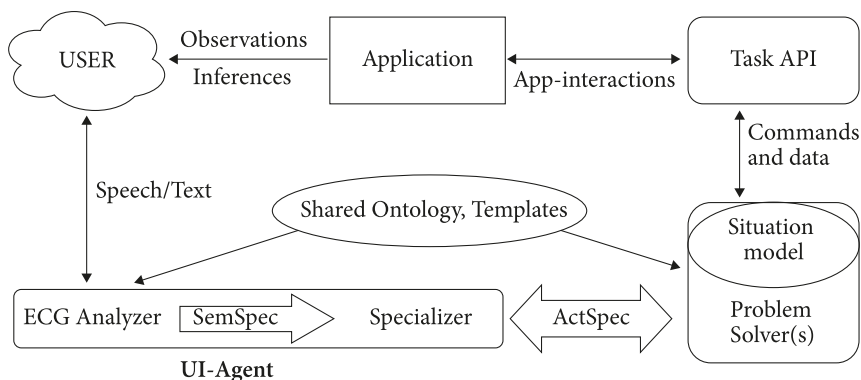 USER
Observations
Inferences
Application
App-interactions
Task API
Commands
and data
Speech/Text
Shared Ontology, Templates
Situation
model
ECG Analyzer
SemSpec
Specializer
ActSpec
Problem
Solver(s)
UI-Agent